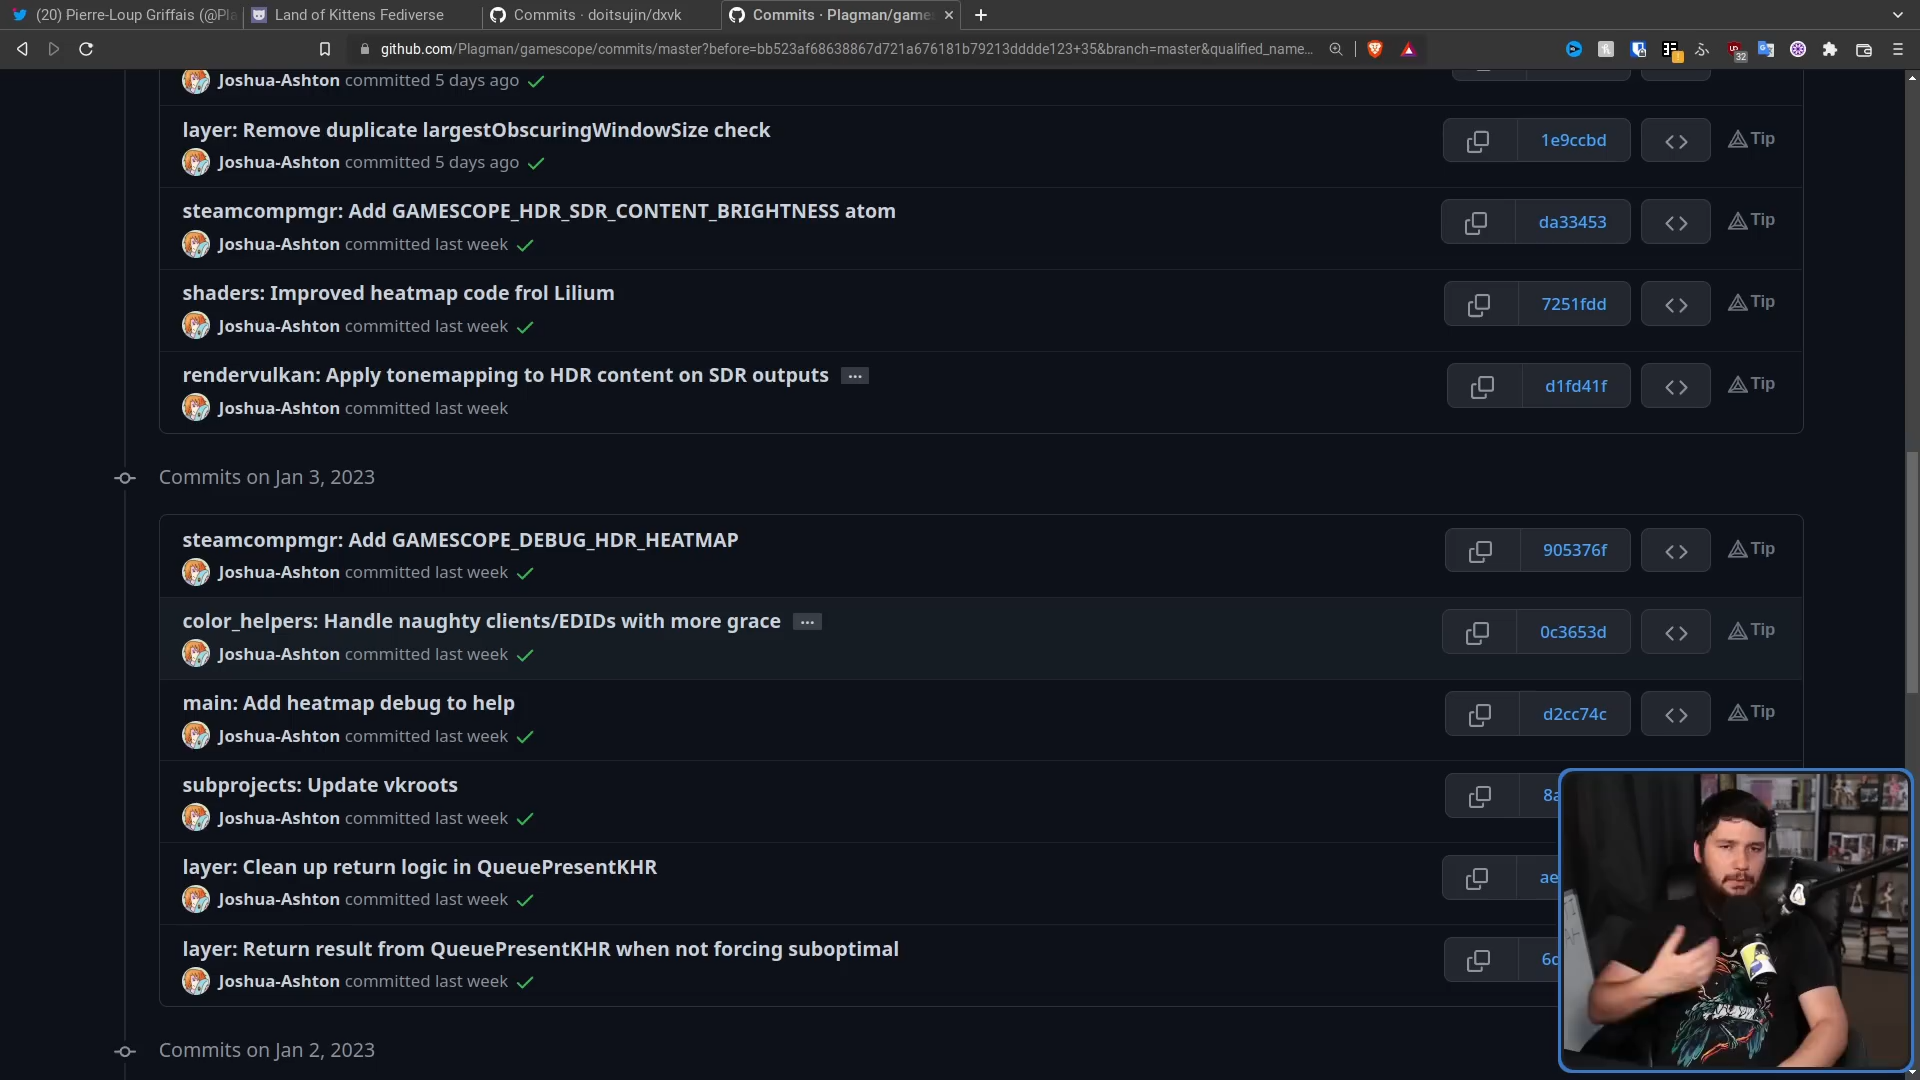 (20) Pierre-Loup Griffais (@Pla
Land of Kittens Fediverse
Commits · doitsujin/dxvk
Commits · Plagman/game
github.com/Plagman/gamescope/commits/master?before=bb523af68638867d721a676181b79213dddde123+35&branch=master&qualified_name...
32
Joshua-Ashton committed 5 days ago
layer: Remove duplicate largestObscuringWindowSize check
1e9ccbd
Tip
Joshua-Ashton committed 5 days ago
steamcompmgr: Add GAMESCOPE_HDR_SDR_CONTENT_BRIGHTNESS atom
da33453
Tip
Joshua-Ashton committed last week
shaders: Improved heatmap code frol Lilium
7251fdd
Tip
Joshua-Ashton committed last week
rendervulkan: Apply tonemapping to HDR content on SDR outputs ...
d1fd41f
Tip
Joshua-Ashton committed last week
Commits on Jan 3, 2023
steamcompmgr: Add GAMESCOPE_DEBUG_HDR_HEATMAP
905376f
Tip
Joshua-Ashton committed last week
color_helpers: Handle naughty clients/EDIDs with more grace ...
0c3653d
Tip
Joshua-Ashton committed last week
main: Add heatmap debug to help
d2cc74c
Tip
Joshua-Ashton committed last week
subprojects: Update vkroots
8a
Joshua-Ashton committed last week
layer: Clean up return logic in QueuePresentKHR
ae
Joshua-Ashton committed last week
layer: Return result from QueuePresentKHR when not forcing suboptimal
Joshua-Ashton committed last week
Commits on Jan 2, 2023